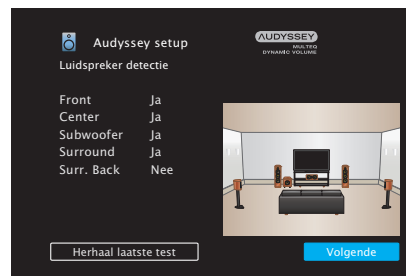 Audyssey setup
AUDYSSEY
MULTEQ
DYNAMIC VOLUME
Luidspreker detectie
Front Ja
Center Ja
Subwoofer Ja
Surround Ja
Surr. Back Nee
Herhaal laatste test
Volgende